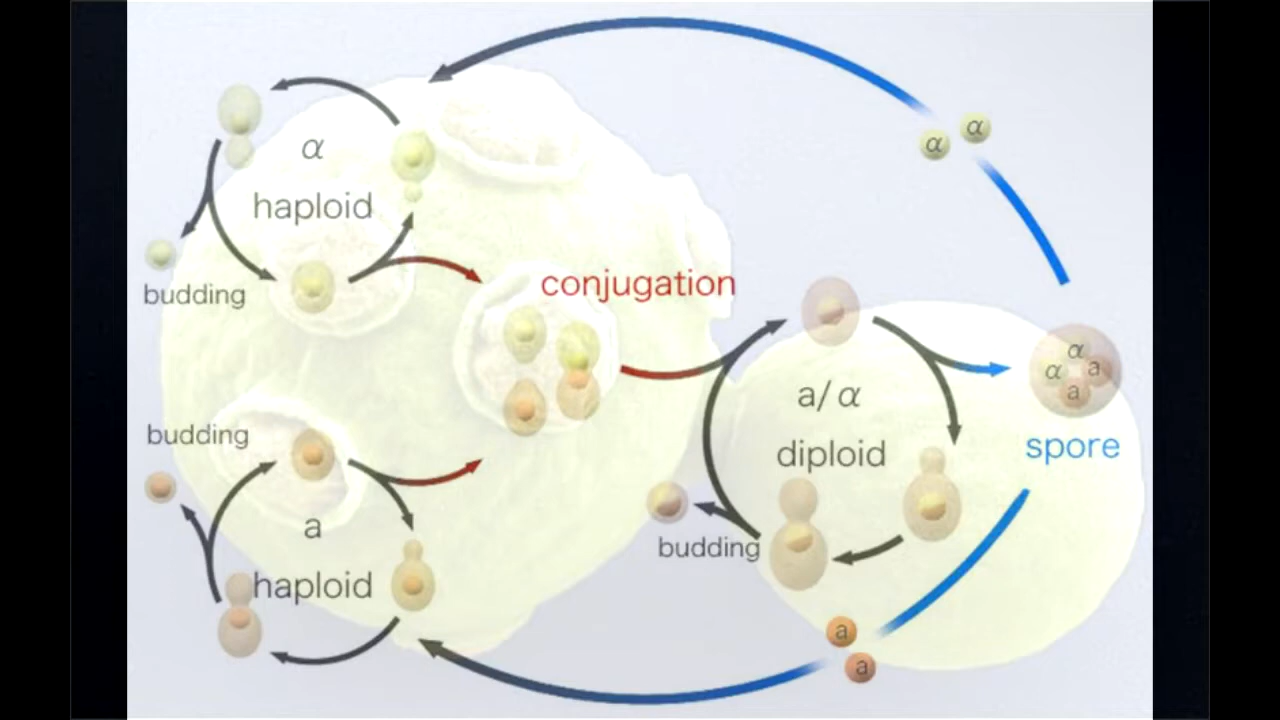 α
α
α
haploid
budding
conjugation
α
α
a
a
a/α
diploid
spore
budding
a
haploid
budding
a
a